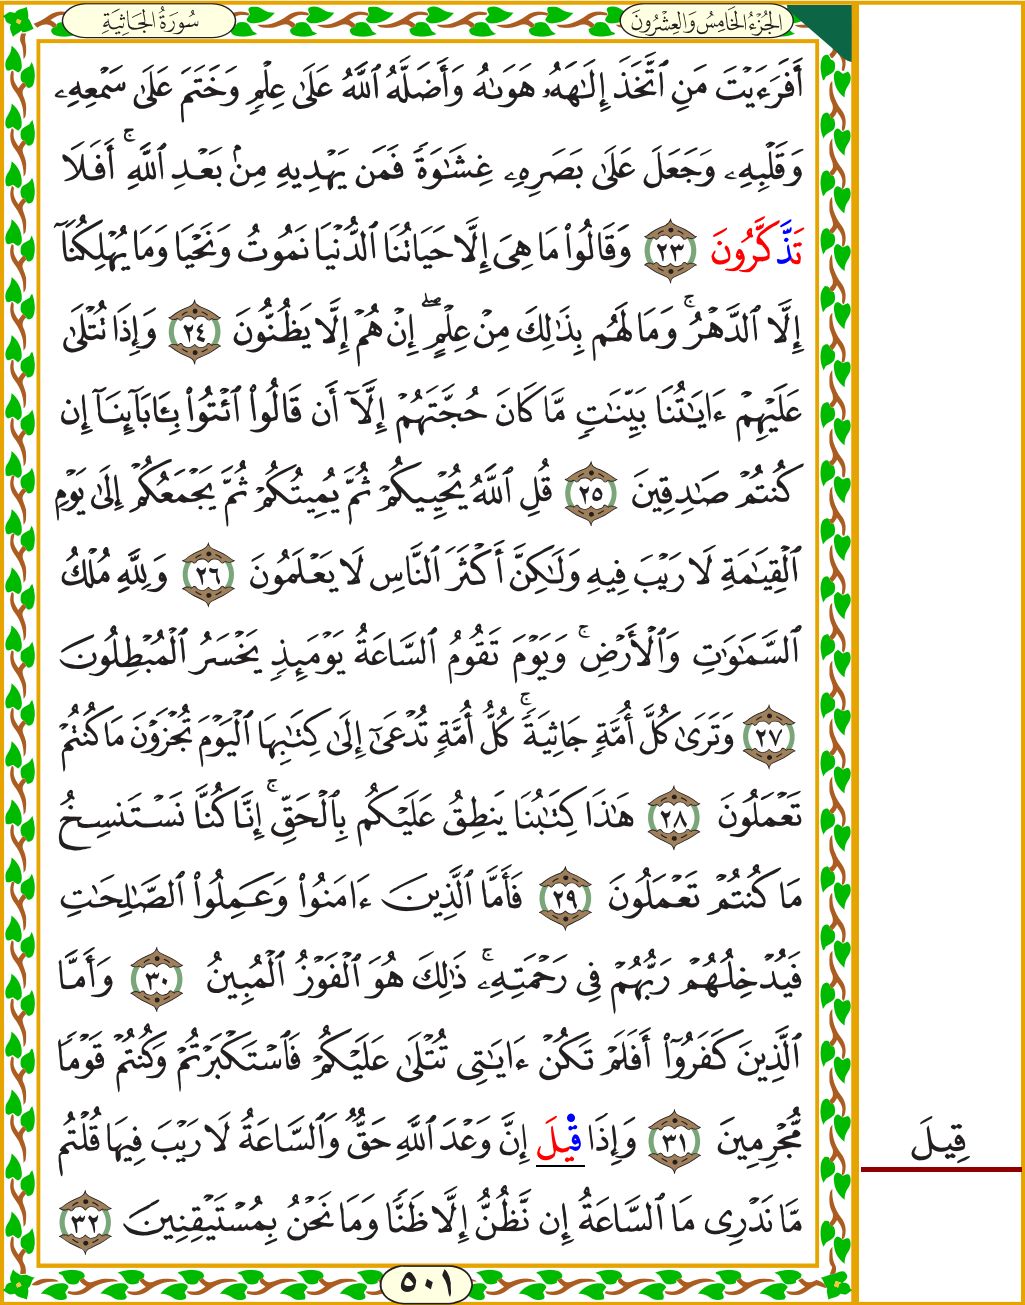 الجُزْءُ الخَامِسُ وَالعِشْرُونَ
سُورَةُ الجَاثِيَةِ
أَفَرَءَيْتَ مَنِ ٱتَّخَذَ إِلَٰهَهُۥ هَوَىٰهُ وَأَضَلَّهُ ٱللَّهُ عَلَىٰ عِلْمٖ وَخَتَمَ عَلَىٰ سَمْعِهِۦ
وَقَلْبِهِۦ وَجَعَلَ عَلَىٰ بَصَرِهِۦ غِشَٰوَةٗ فَمَن يَهْدِيهِ مِنۢ بَعْدِ ٱللَّهِۚ أَفَلَا
تَذَّكَّرُونَ ٢٣ وَقَالُوا۟ مَا هِىَ إِلَّا حَيَاتُنَا ٱلدُّنْيَا نَمُوتُ وَنَحْيَا وَمَا يُهْلِكُنَآ
إِلَّا ٱلدَّهْرُۚ وَمَا لَهُم بِذَٰلِكَ مِنْ عِلْمٍۖ إِنْ هُمْ إِلَّا يَظُنُّونَ ٢٤ وَإِذَا تُتْلَىٰ
عَلَيْهِمْ ءَايَٰتُنَا بَيِّنَٰتٖ مَّا كَانَ حُجَّتَهُمْ إِلَّآ أَن قَالُوا۟ ٱئْتُوا۟ بِـَٔابَآئِنَآ إِن
كُنتُمْ صَٰدِقِينَ ٢٥ قُلِ ٱللَّهُ يُحْيِيكُمْ ثُمَّ يُمِيتُكُمْ ثُمَّ يَجْمَعُكُمْ إِلَىٰ يَوْمِ
ٱلْقِيَٰمَةِ لَا رَيْبَ فِيهِ وَلَٰكِنَّ أَكْثَرَ ٱلنَّاسِ لَا يَعْلَمُونَ ٢٦ وَلِلَّهِ مُلْكُ
ٱلسَّمَٰوَٰتِ وَٱلْأَرْضِۚ وَيَوْمَ تَقُومُ ٱلسَّاعَةُ يَوْمَئِذٖ يَخْسَرُ ٱلْمُبْطِلُونَ
٢٧ وَتَرَىٰ كُلَّ أُمَّةٖ جَاثِيَةٗۚ كُلُّ أُمَّةٖ تُدْعَىٰٓ إِلَىٰ كِتَٰبِهَا ٱلْيَوْمَ تُجْزَوْنَ مَا كُنتُمْ
تَعْمَلُونَ ٢٨ هَٰذَا كِتَٰبُنَا يَنطِقُ عَلَيْكُم بِٱلْحَقِّۚ إِنَّا كُنَّا نَسْتَنسِخُ
مَا كُنتُمْ تَعْمَلُونَ ٢٩ فَأَمَّا ٱلَّذِينَ ءَامَنُوا۟ وَعَمِلُوا۟ ٱلصَّٰلِحَٰتِ
فَيُدْخِلُهُمْ رَبُّهُمْ فِى رَحْمَتِهِۦۚ ذَٰلِكَ هُوَ ٱلْفَوْزُ ٱلْمُبِينُ ٣٠ وَأَمَّا
ٱلَّذِينَ كَفَرُوٓا۟ أَفَلَمْ تَكُنْ ءَايَٰتِى تُتْلَىٰ عَلَيْكُمْ فَٱسْتَكْبَرْتُمْ وَكُنتُمْ قَوْمٗا
مُّجْرِمِينَ ٣١ وَإِذَا قِيلَ إِنَّ وَعْدَ ٱللَّهِ حَقّٞ وَٱلسَّاعَةُ لَا رَيْبَ فِيهَا قُلْتُم
قِيلَ
مَّا نَدْرِى مَا ٱلسَّاعَةُ إِن نَّظُنُّ إِلَّا ظَنّٗا وَمَا نَحْنُ بِمُسْتَيْقِنِينَ ٣٢
٥٠١